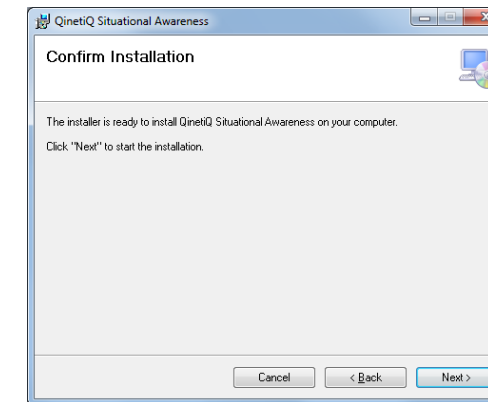 QinetiQ Situational Awareness
Confirm Installation
The installer is ready to install QinetiQ Situational Awareness on your computer.
Click "Next" to start the installation.
Cancel
< Back
Next >